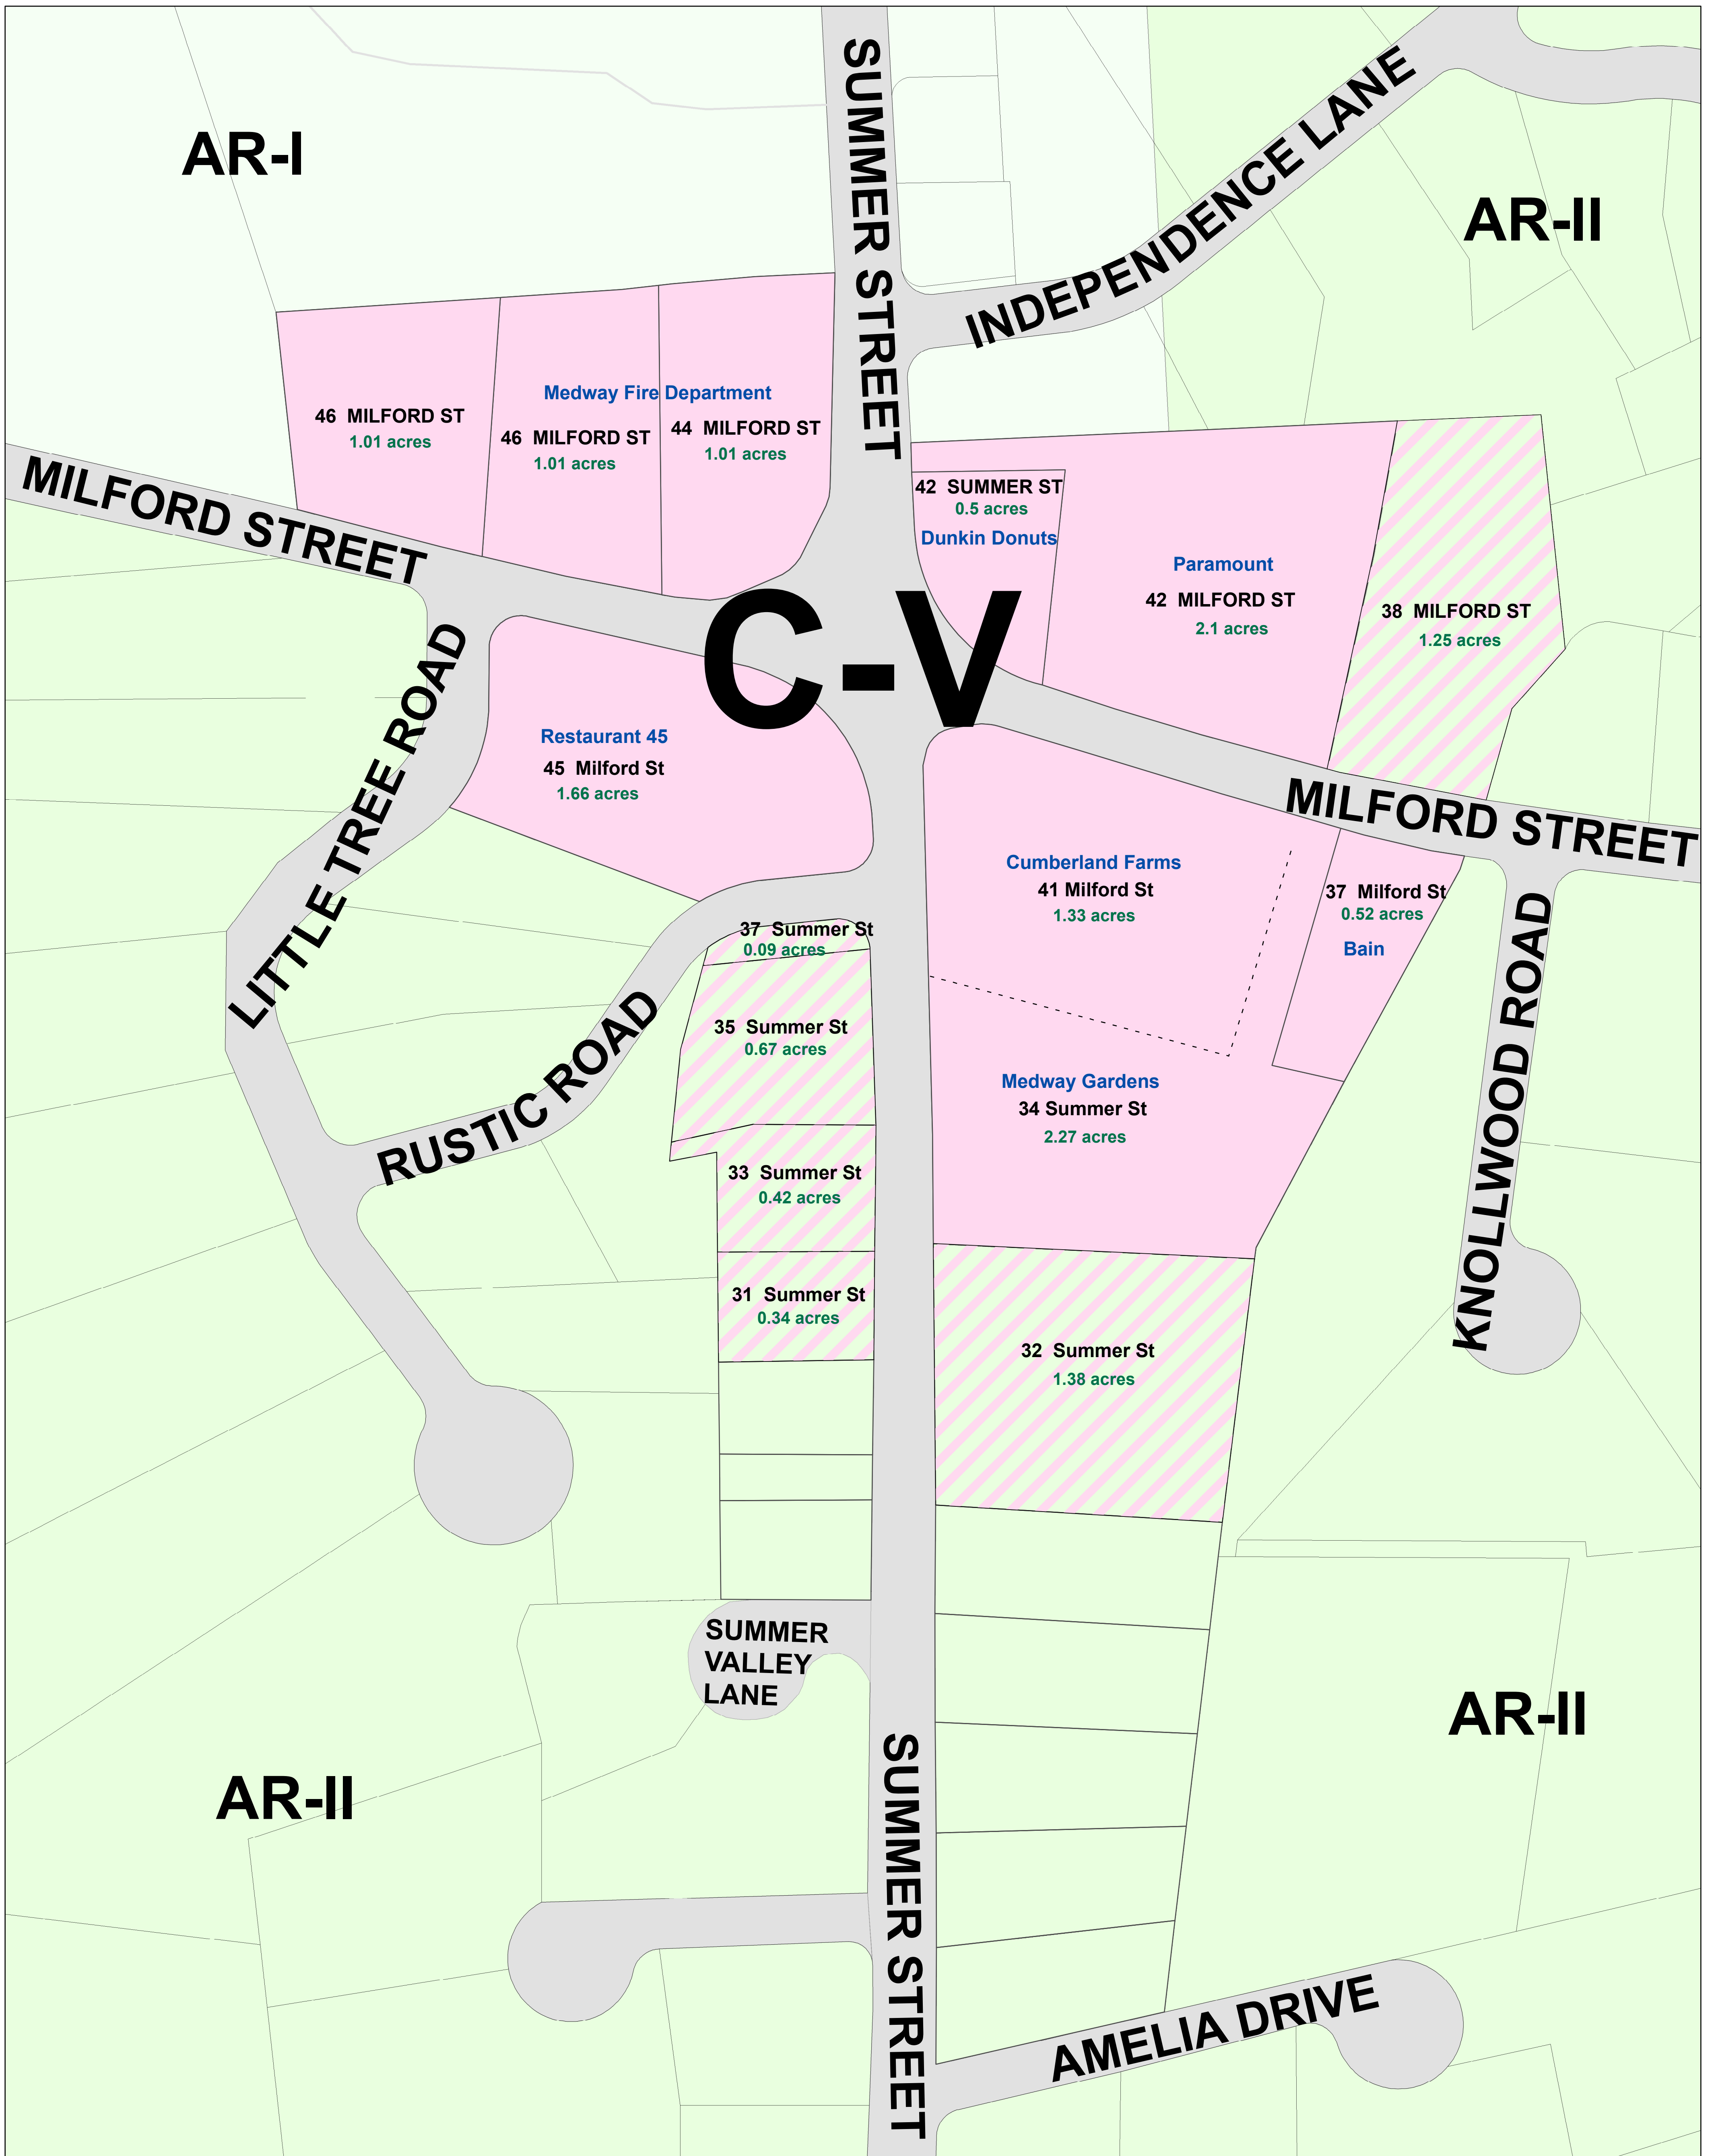 SUMMER STREET
INDEPENDENCE LANE
AR-I
AR-II
Medway Fire Department
46 MILFORD ST
1.01 acres
46 MILFORD ST
1.01 acres
44 MILFORD ST
1.01 acres
MILFORD STREET
42 SUMMER ST
0.5 acres
Dunkin Donuts
Paramount
42 MILFORD ST
2.1 acres
38 MILFORD ST
1.25 acres
C-V
LITTLE TREE ROAD
Restaurant 45
45 Milford St
1.66 acres
MILFORD STREET
Cumberland Farms
41 Milford St
1.33 acres
37 Milford St
0.52 acres
Bain
37 Summer St
0.09 acres
35 Summer St
0.67 acres
RUSTIC ROAD
KNOLLWOOD ROAD
Medway Gardens
34 Summer St
2.27 acres
33 Summer St
0.42 acres
31 Summer St
0.34 acres
32 Summer St
1.38 acres
SUMMER
VALLEY
LANE
AR-II
AR-II
SUMMER STREET
AMELIA DRIVE